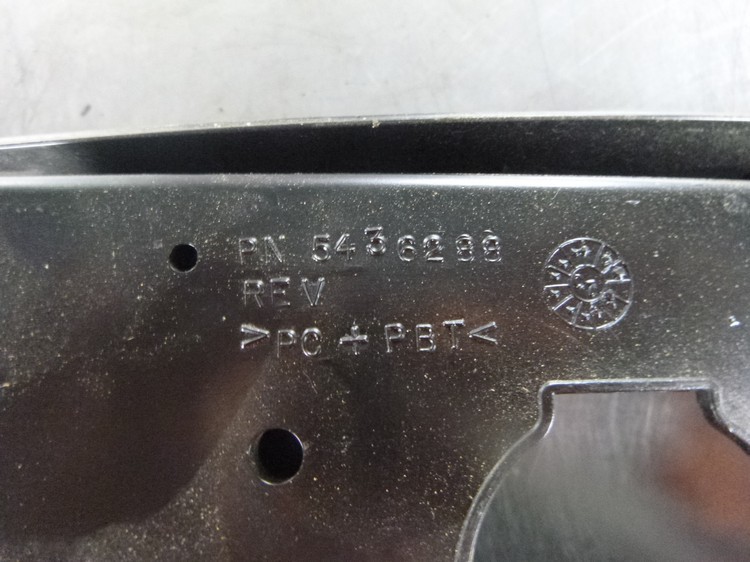 PN 5436288
REV
>PC + PBT<